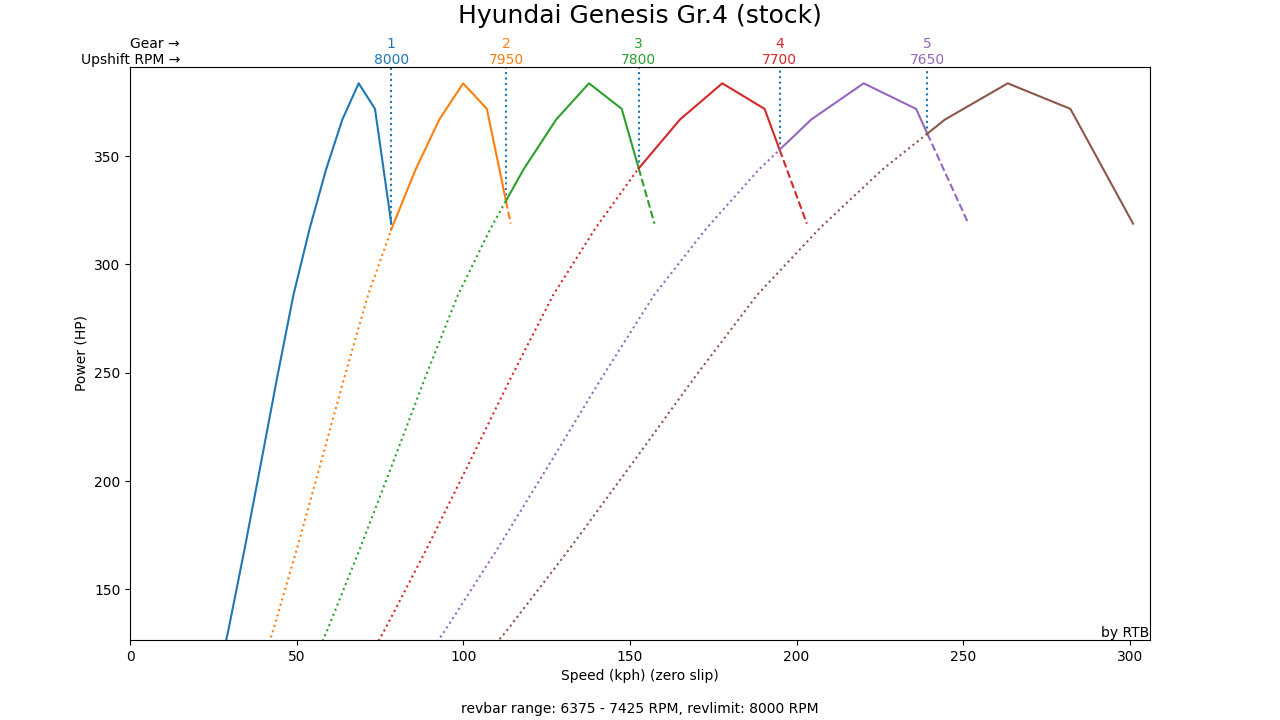 Hyundai Genesis Gr.4 (stock)
Gear → 1 2 3 4 5
Upshift RPM → 8000 7950 7800 7700 7650
350
300
250
200
150
Power (HP)
by RTB
0 50 100 150 200 250 300
Speed (kph) (zero slip)
revbar range: 6375 - 7425 RPM, revlimit: 8000 RPM